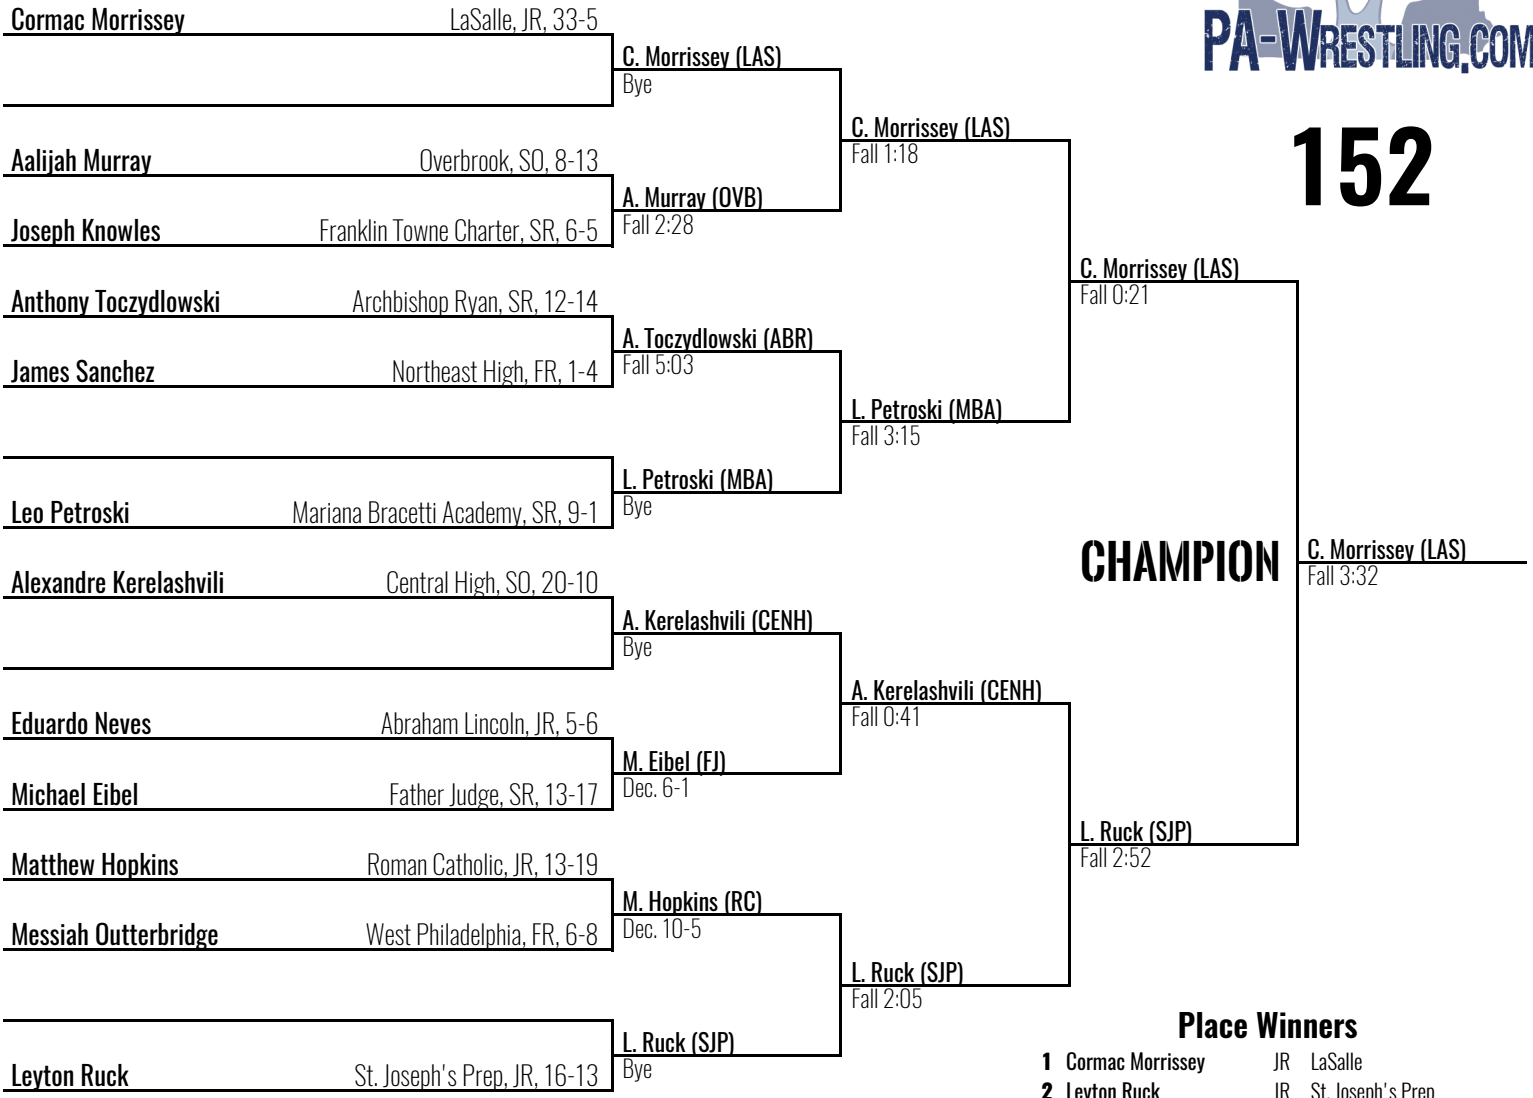 PA-WRESTLING.COM
152
Cormac Morrissey LaSalle, JR, 33-5
C. Morrissey (LAS)
Bye
C. Morrissey (LAS)
Fall 1:18
Aalijah Murray Overbrook, SO, 8-13
A. Murray (OVB)
Fall 2:28
Joseph Knowles Franklin Towne Charter, SR, 6-5
C. Morrissey (LAS)
Fall 0:21
Anthony Toczydlowski Archbishop Ryan, SR, 12-14
A. Toczydlowski (ABR)
Fall 5:03
James Sanchez Northeast High, FR, 1-4
L. Petroski (MBA)
Fall 3:15
L. Petroski (MBA)
Bye
Leo Petroski Mariana Bracetti Academy, SR, 9-1
CHAMPION
C. Morrissey (LAS)
Fall 3:32
Alexandre Kerelashvili Central High, SO, 20-10
A. Kerelashvili (CENH)
Bye
A. Kerelashvili (CENH)
Fall 0:41
Eduardo Neves Abraham Lincoln, JR, 5-6
M. Eibel (FJ)
Dec. 6-1
Michael Eibel Father Judge, SR, 13-17
L. Ruck (SJP)
Fall 2:52
Matthew Hopkins Roman Catholic, JR, 13-19
M. Hopkins (RC)
Dec. 10-5
Messiah Outterbridge West Philadelphia, FR, 6-8
L. Ruck (SJP)
Fall 2:05
L. Ruck (SJP)
Bye
Leyton Ruck St. Joseph's Prep, JR, 16-13
Place Winners
1 Cormac Morrissey JR LaSalle
2 Leyton Ruck JR St. Joseph's Prep